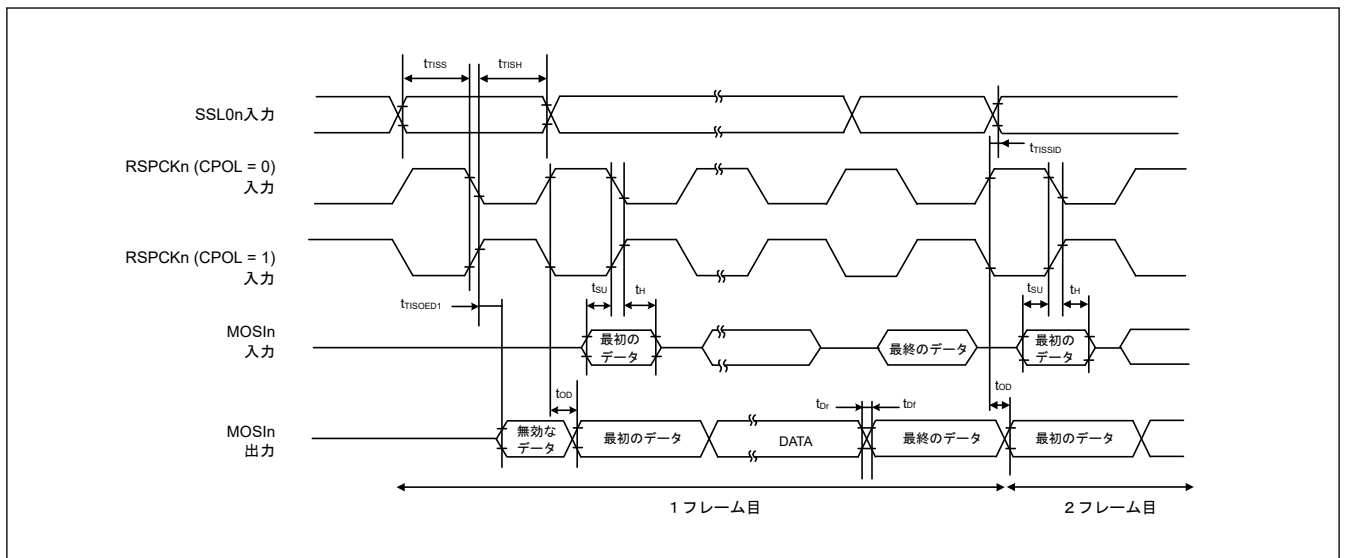 tTISS
tTISH
SSL0n入力
tTISSID
RSPCKn (CPOL = 0)
入力
RSPCKn (CPOL = 1)
入力
tTISOED1
tSU
tH
tSU
tH
MOSIn
入力
最初の
データ
最終のデータ
最初の
データ
tOD
tDr
tDf
tOD
MOSIn
出力
無効な
データ
最初のデータ
DATA
最終のデータ
最初のデータ
1フレーム目
2フレーム目